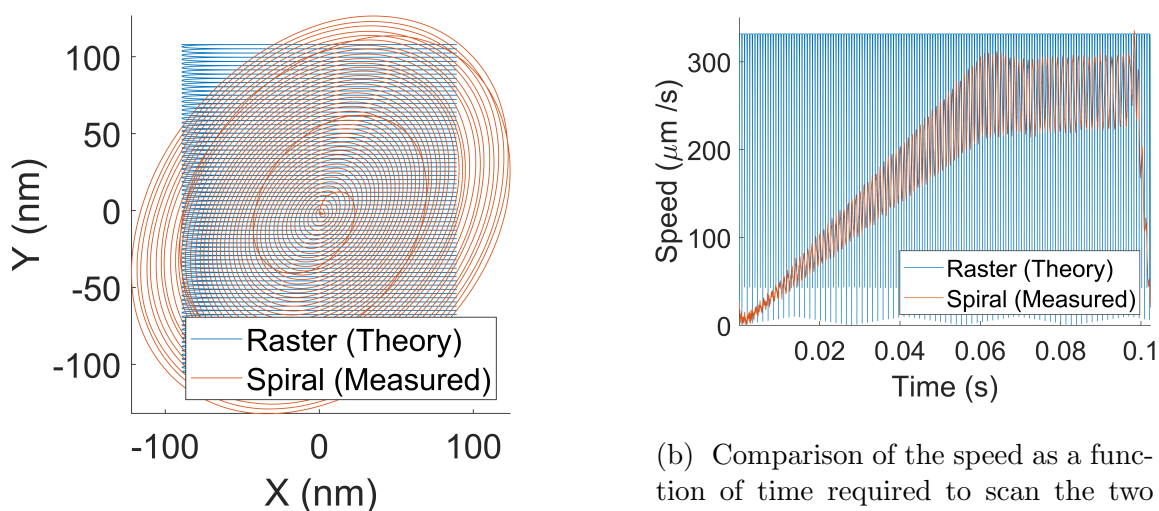 100
50
0
-50
-100
Y (nm)
Raster (Theory)
Spiral (Measured)
-100 0 100
X (nm)
300
200
100
0
Speed (μm /s)
Raster (Theory)
Spiral (Measured)
0.02 0.04 0.06 0.08 0.1
Time (s)
(b) Comparison of the speed as a func-
tion of time required to scan the two